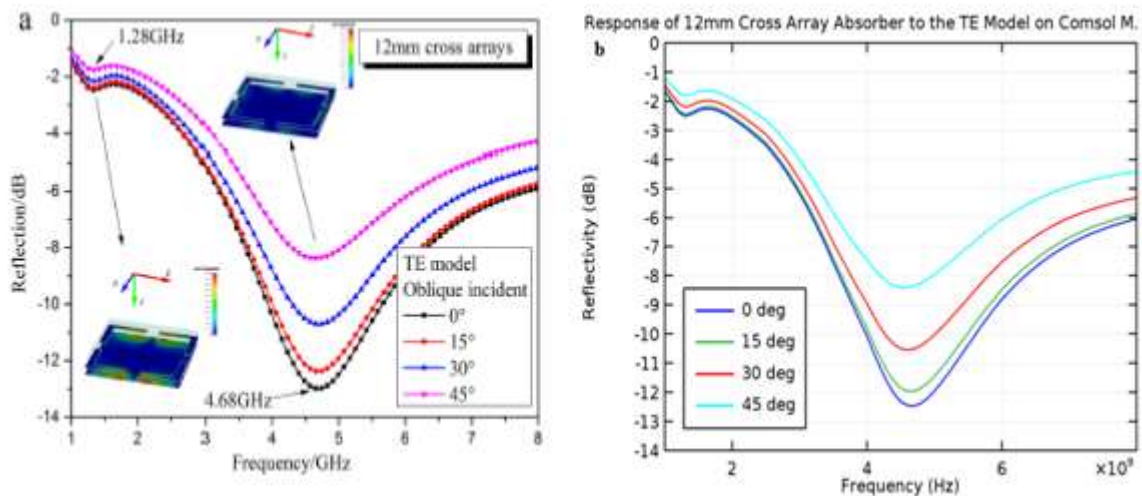 a
1.28GHz
12mm cross arrays
0
-2
-4
-6
-8
-10
-12
-14
Reflection/dB
TE model
Oblique incident
0°
15°
30°
45°
4.68GHz
1
2
3
4
5
6
7
8
Frequency/GHz
Response of 12mm Cross Array Absorber to the TE Model on Comsol M.
b
0
-1
-2
-3
-4
-5
-6
-7
-8
-9
-10
-11
-12
-13
-14
Reflectivity (dB)
0 deg
15 deg
30 deg
45 deg
2
4
6
×10⁹
Frequency (Hz)